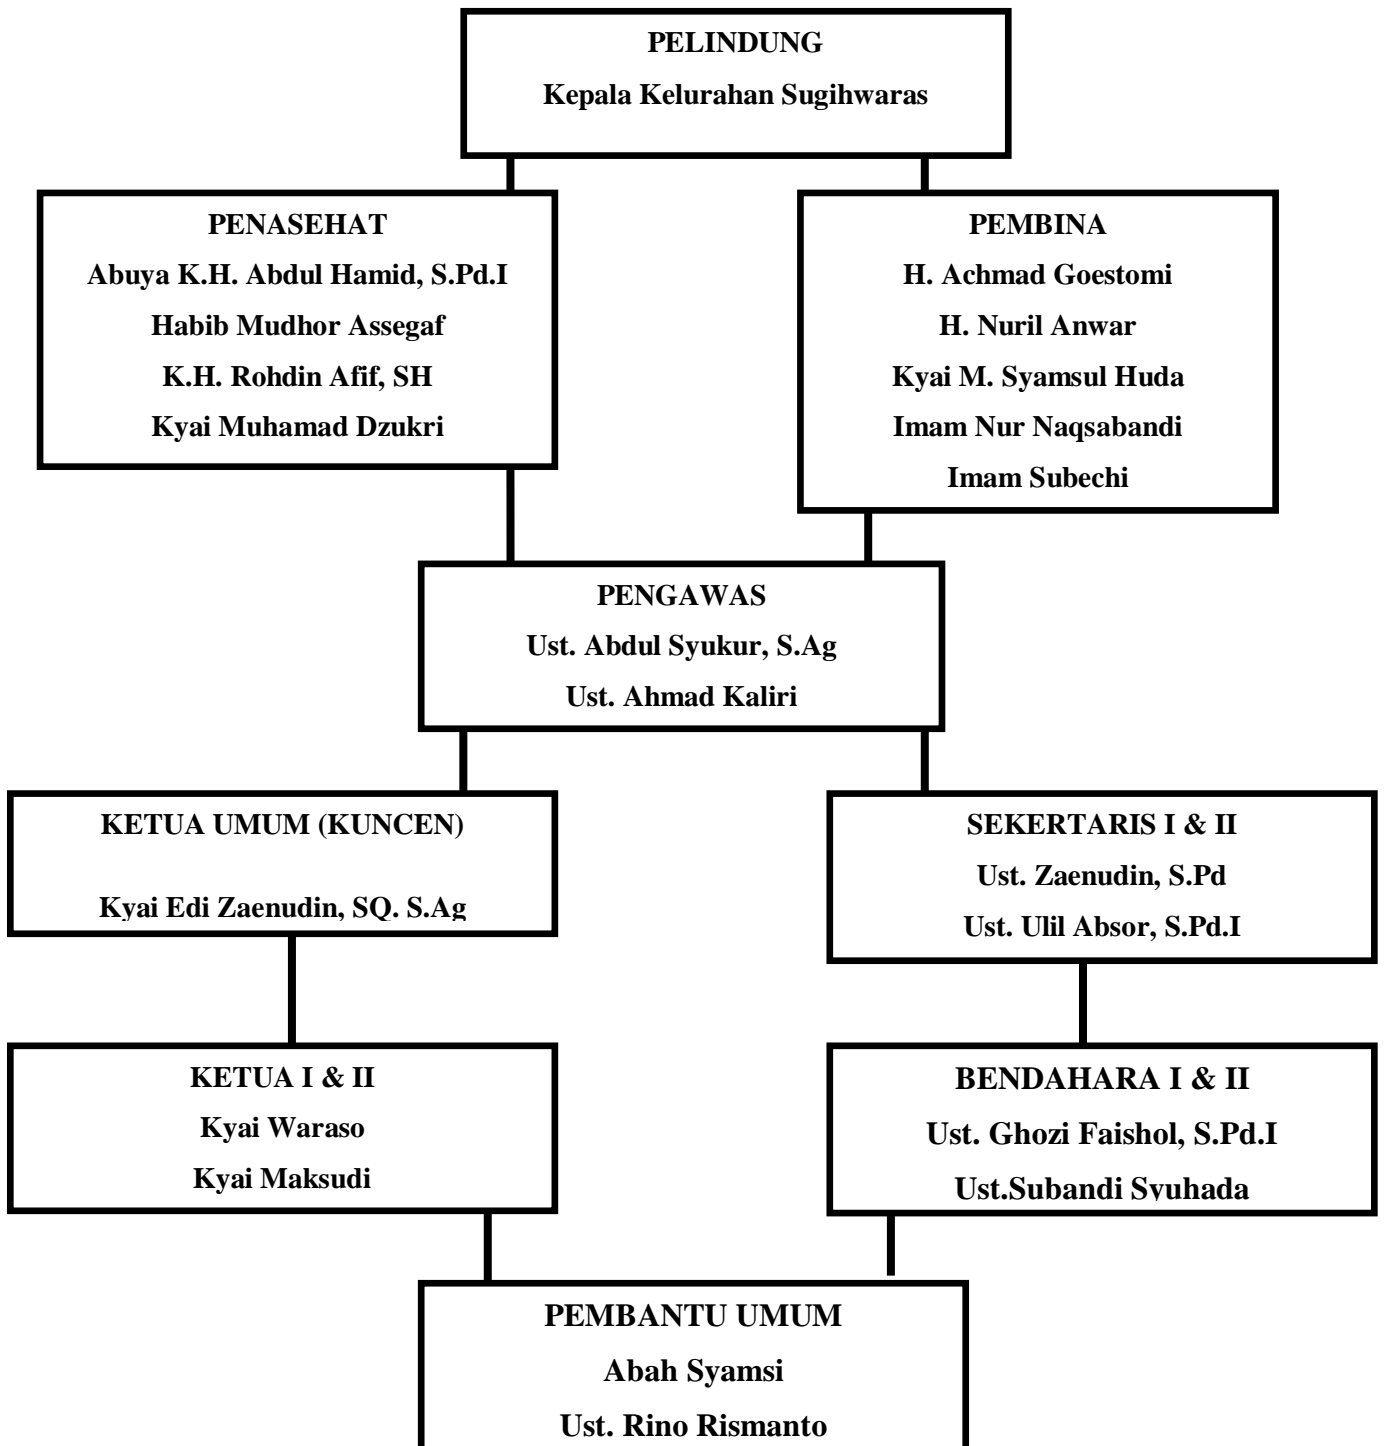 PELINDUNG
Kepala Kelurahan Sugihwaras
PENASEHAT
Abuya K.H. Abdul Hamid, S.Pd.I
Habib Mudhor Assegaf
K.H. Rohdin Afif, SH
Kyai Muhamad Dzukri
PEMBINA
H. Achmad Goestomi
H. Nuril Anwar
Kyai M. Syamsul Huda
Imam Nur Naqsabandi
Imam Subechi
PENGAWAS
Ust. Abdul Syukur, S.Ag
Ust. Ahmad Kaliri
KETUA UMUM (KUNCEN)
Kyai Edi Zaenudin, SQ. S.Ag
SEKERTARIS I & II
Ust. Zaenudin, S.Pd
Ust. Ulil Absor, S.Pd.I
KETUA I & II
Kyai Waraso
Kyai Maksudi
BENDAHARA I & II
Ust. Ghozi Faishol, S.Pd.I
Ust.Subandi Syuhada
PEMBANTU UMUM
Abah Syamsi
Ust. Rino Rismanto